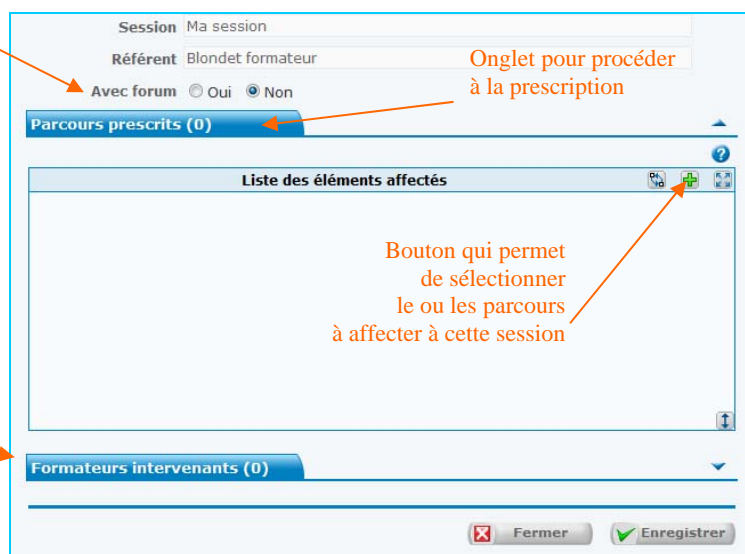 Session Ma session
Référent Blondet formateur
Onglet pour procéder
à la prescription
Avec forum Oui Non
Parcours prescrits (0)
Liste des éléments affectés
Bouton qui permet
de sélectionner
le ou les parcours
à affecter à cette session
Formateurs intervenants (0)
Fermer Enregistrer